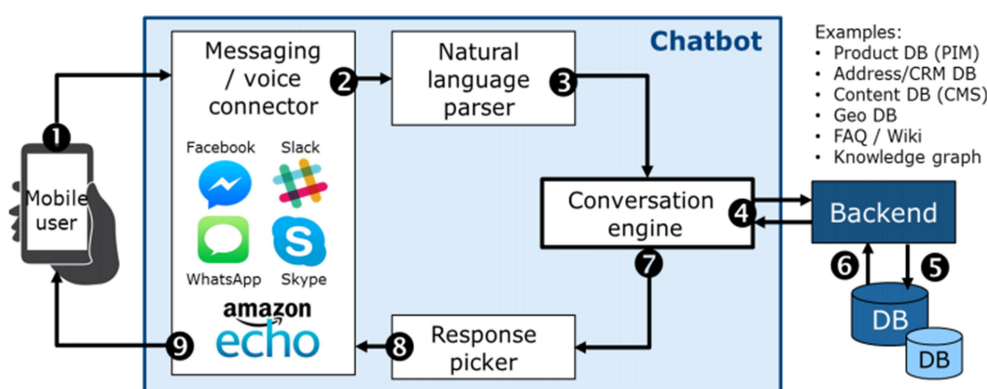 Chatbot
Messaging
/ voice
connector
Facebook
Slack
WhatsApp
Skype
amazon
echo
Natural
language
parser
Conversation
engine
Response
picker
Mobile
user
1
2
3
4
5
6
7
8
9
Examples:
• Product DB (PIM)
• Address/CRM DB
• Content DB (CMS)
• Geo DB
• FAQ / Wiki
• Knowledge graph
Backend
DB
DB
S